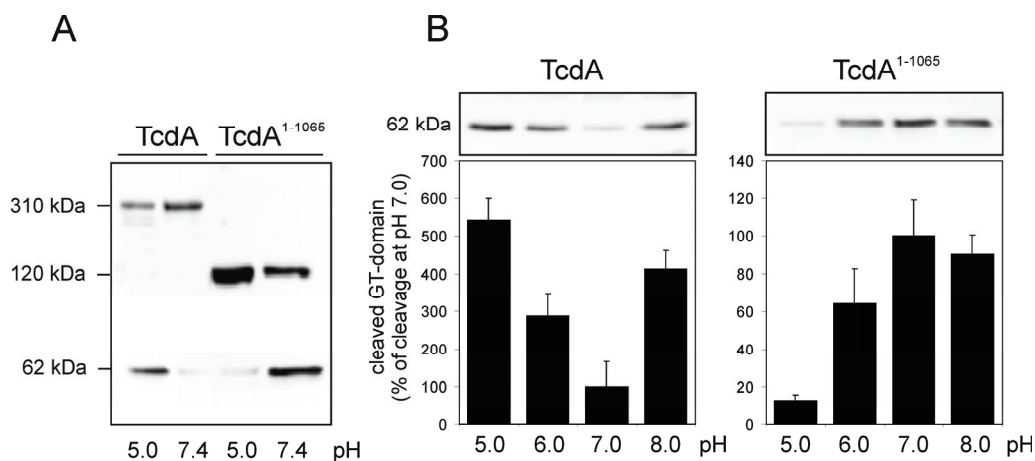 A
TcdA TcdA¹⁻¹⁰⁶⁵
310 kDa
120 kDa
62 kDa
5.0 7.4 5.0 7.4 pH
B
TcdA TcdA¹⁻¹⁰⁶⁵
62 kDa
cleaved GT-domain
(% of cleavage at pH 7.0)
700
600
500
400
300
200
100
0
5.0 6.0 7.0 8.0 pH
140
120
100
80
60
40
20
0
5.0 6.0 7.0 8.0 pH